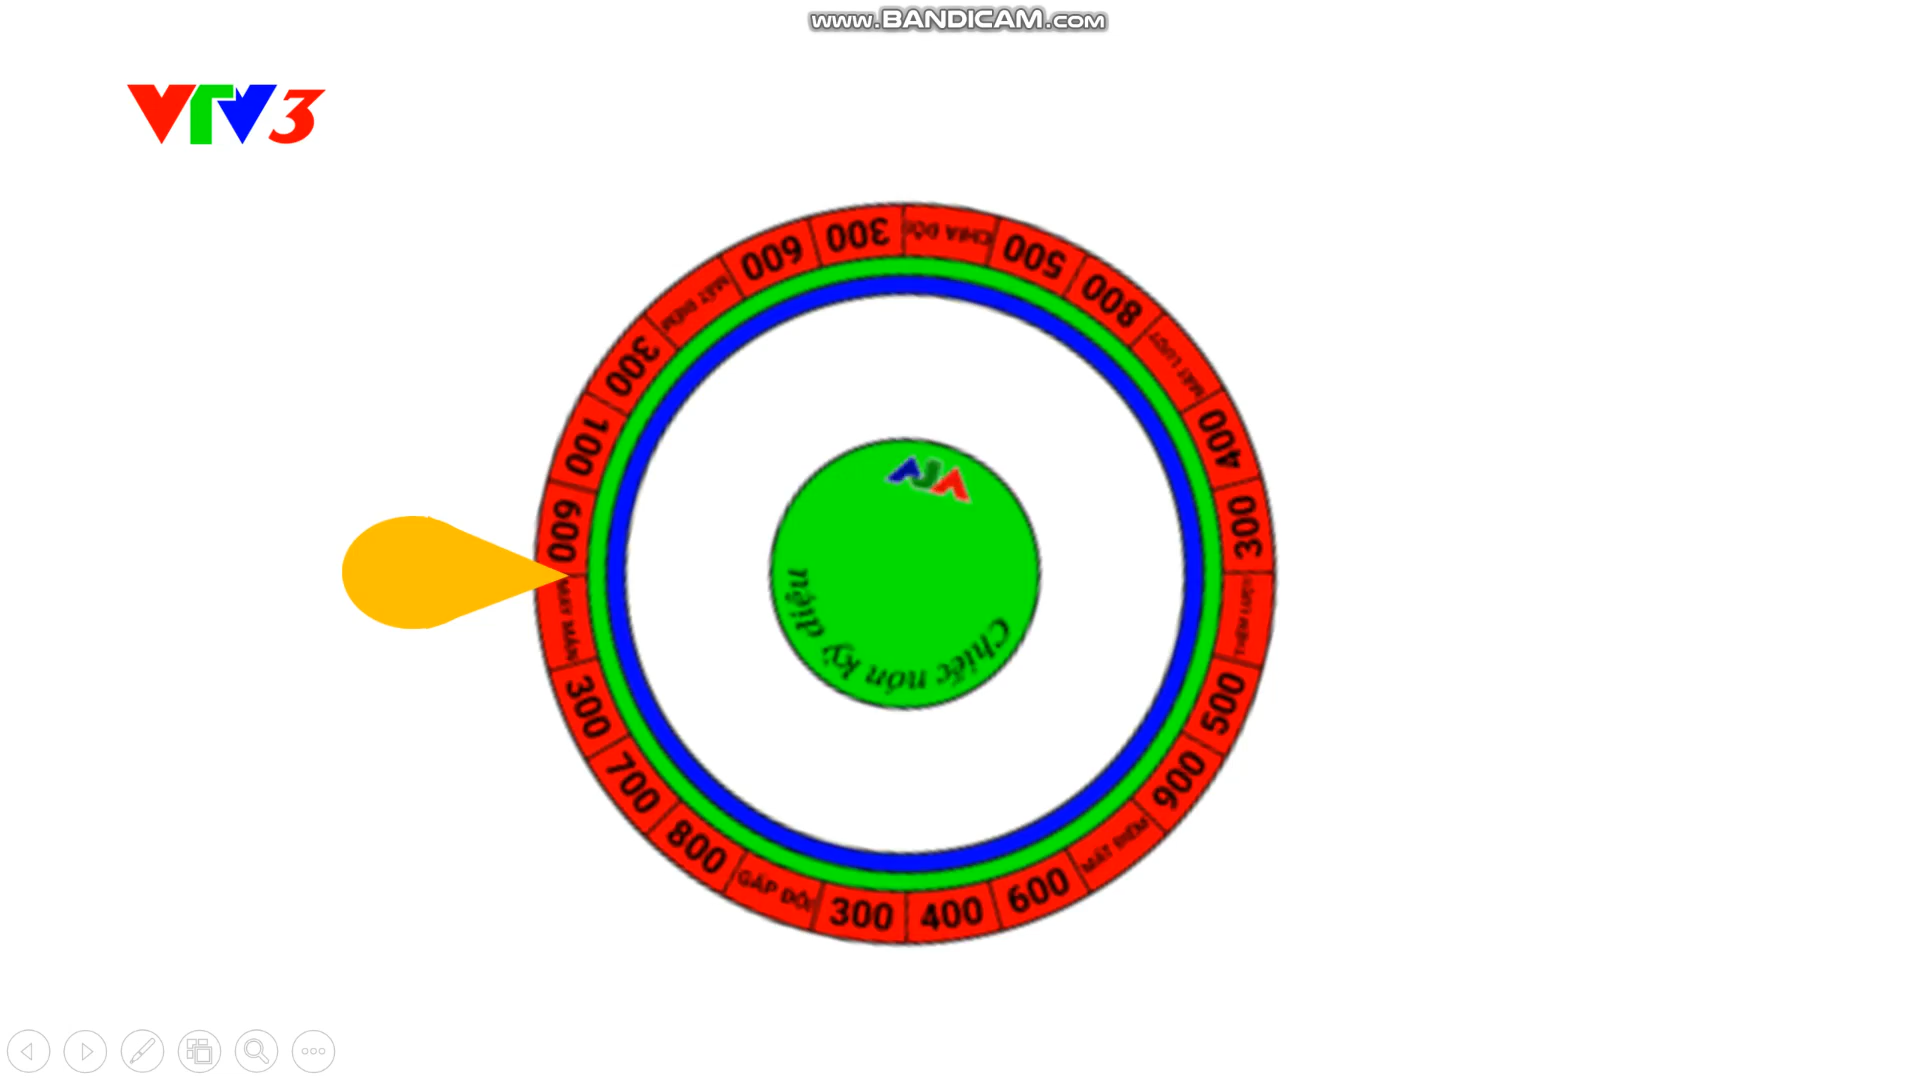 www.BANDICAM.com
VTV3
CHIA ĐÔI
500
800
MẤT LƯỢT
400
300
THÊM LƯỢT
500
900
MẤT ĐIỂM
600
400
300
GẤP ĐÔI
800
700
300
MAY MẮN
600
100
300
MẤT ĐIỂM
600
300
AJA
Chiếc nón kỳ diệu